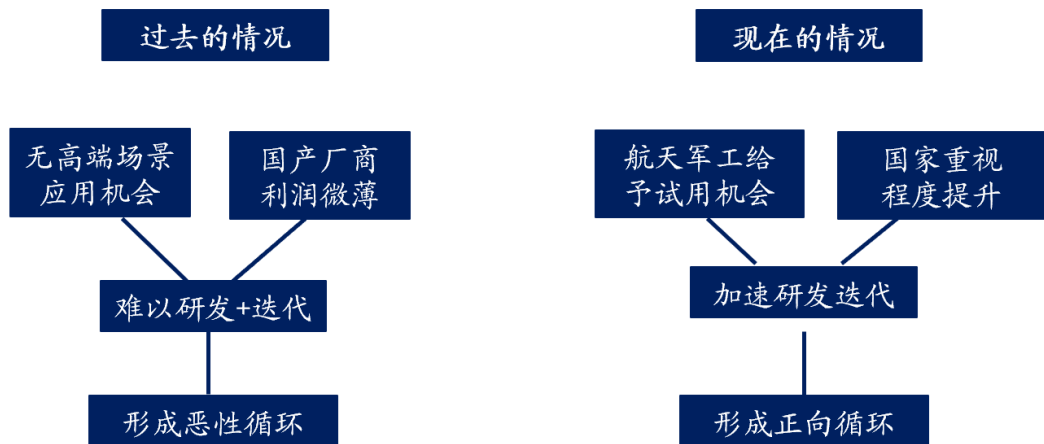 过去的情况
无高端场景
应用机会
国产厂商
利润微薄
难以研发+迭代
形成恶性循环
现在的情况
航天军工给
予试用机会
国家重视
程度提升
加速研发迭代
形成正向循环